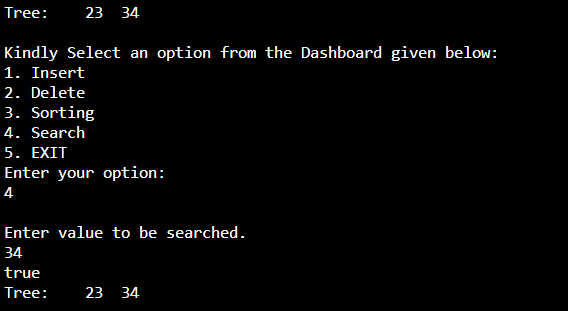 Tree:    23  34
Kindly Select an option from the Dashboard given below:
1. Insert
2. Delete
3. Sorting
4. Search
5. EXIT
Enter your option:
4
Enter value to be searched.
34
true
Tree:    23  34